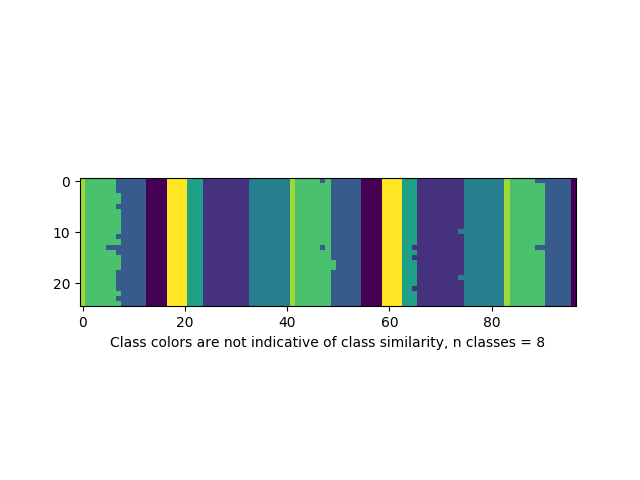 0
10
20
0 20 40 60 80
Class colors are not indicative of class similarity, n classes = 8